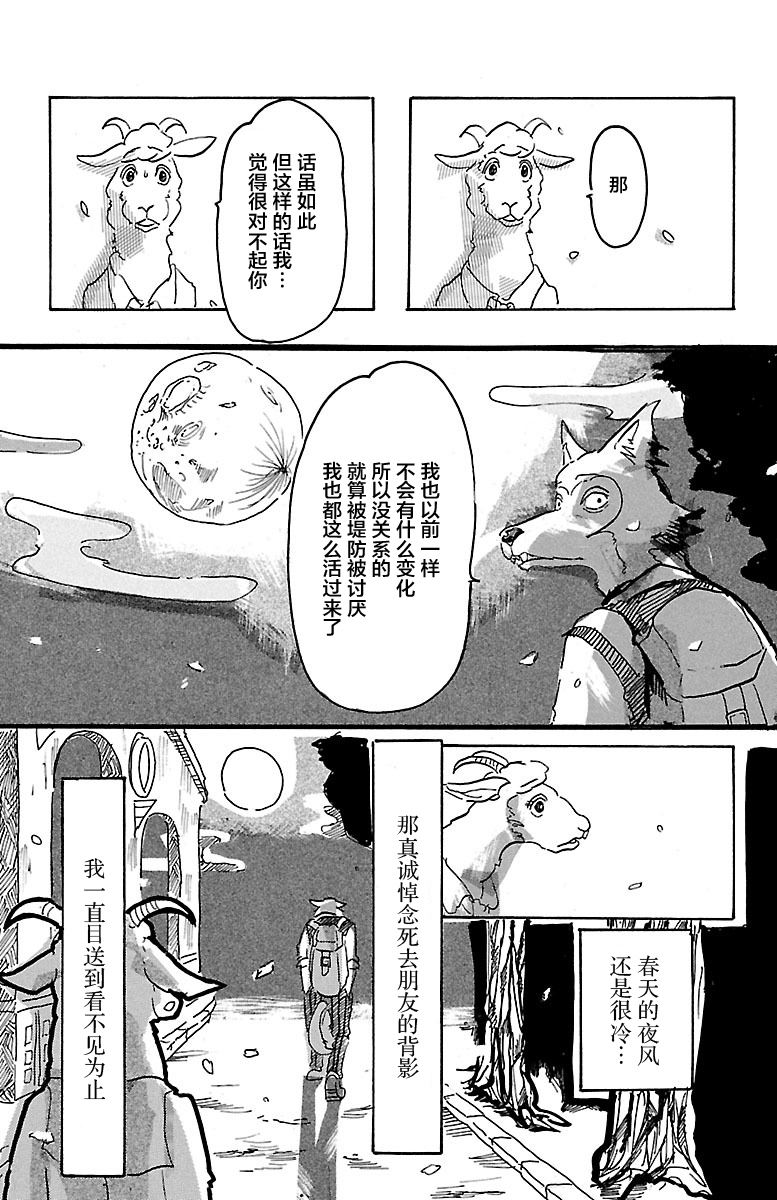 那
话虽如此
但这样的话我…
觉得很对不起你
我也以前一样
不会有什么变化
所以没关系的
就算被堤防被讨厌
我也都这么活过来了
春天的夜风
还是很冷…
那真诚悼念死去朋友的背影
我一直目送到看不见为止